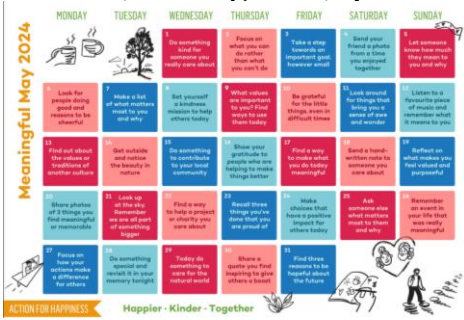 Meaningful May 2024
MONDAY TUESDAY WEDNESDAY THURSDAY FRIDAY SATURDAY SUNDAY
1
Do something
kind for
someone you
really care about
2
Focus on
what you can
do rather
than what
you can't do
3
Take a step
towards an
important goal,
however small
4
Send your
friend a photo
from a time
you enjoyed
together
5
Let someone
know how much
they mean to
you and why
6
Look for
people doing
good and
reasons to be
cheerful
7
Make a list
of what matters
most to you
and why
8
Set yourself
a kindness
mission to help
others today
9
What values are
important to
you? Find
ways to use
them today
10
Be grateful
for the little
things, even in
difficult times
11
Look around
for things that
bring you a
sense of awe
and wonder
12
Listen to a
favourite piece
of music and
remember what
it means to you
13
Find out about
the values or
traditions of
another culture
14
Get outside
and notice
the beauty in
nature
15
Do something
to contribute
to your local
community
16
Show your
gratitude to
people who
are helping to
make things
better
17
Find a way
to make what
you do today
meaningful
18
Send a hand-
written note to
someone you
care about
19
Reflect on
what makes you
feel valued and
purposeful
20
Share photos
of 3 things you
find meaningful
or memorable
21
Look up
at the sky.
Remember
we are all part
of something
bigger
22
Find a way
to help a project
or charity you
care about
23
Recall three
things you've
done that you
are proud of
24
Make
choices that
have a positive
impact for
others today
25
Ask
someone else
what matters
most to them
and why
26
Remember
an event in
your life that
was really
meaningful
27
Focus on
how your
actions make
a difference
for others
28
Do something
special and
revisit it in your
memory tonight
29
Today do
something to
care for the
natural world
30
Share a
quote you find
inspiring to give
others a boost
31
Find three
reasons to be
hopeful about
the future
ACTION FOR HAPPINESS
Happier · Kinder · Together